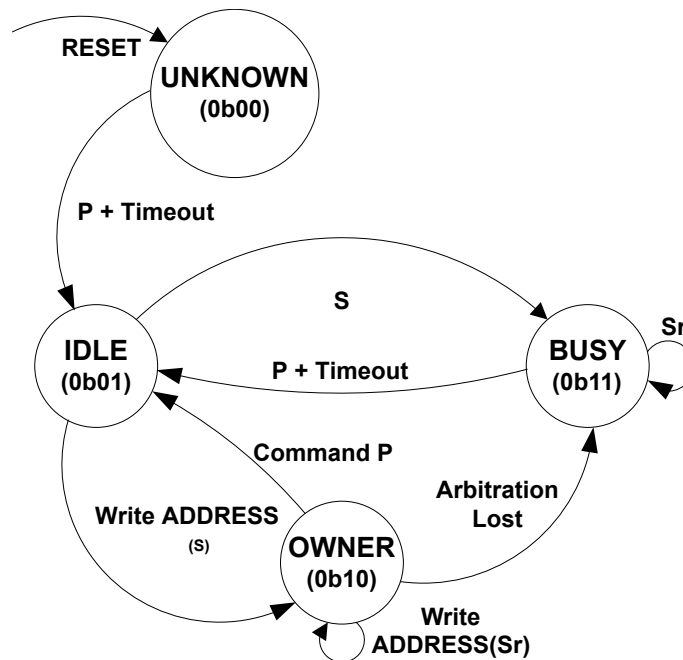 RESET
UNKNOWN
(0b00)
P + Timeout
S
IDLE
(0b01)
BUSY
(0b11)
Sr
P + Timeout
Command P
Arbitration
Lost
Write ADDRESS
(S)
OWNER
(0b10)
Write
ADDRESS(Sr)